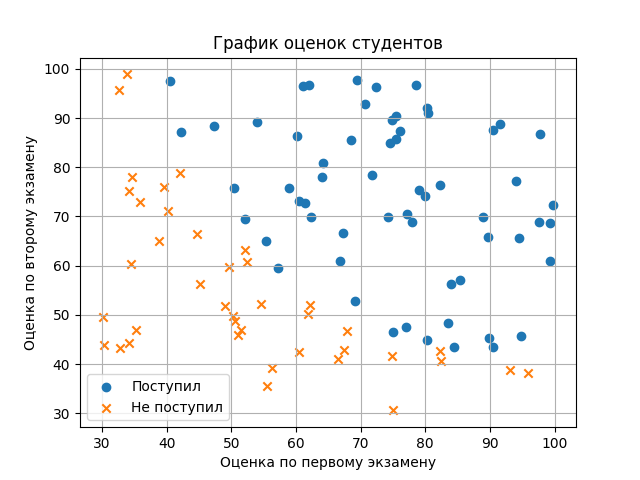 График оценок студентов
100
90
80
70
60
50
40
30
Оценка по второму экзамену
Поступил
Не поступил
30 40 50 60 70 80 90 100
Оценка по первому экзамену